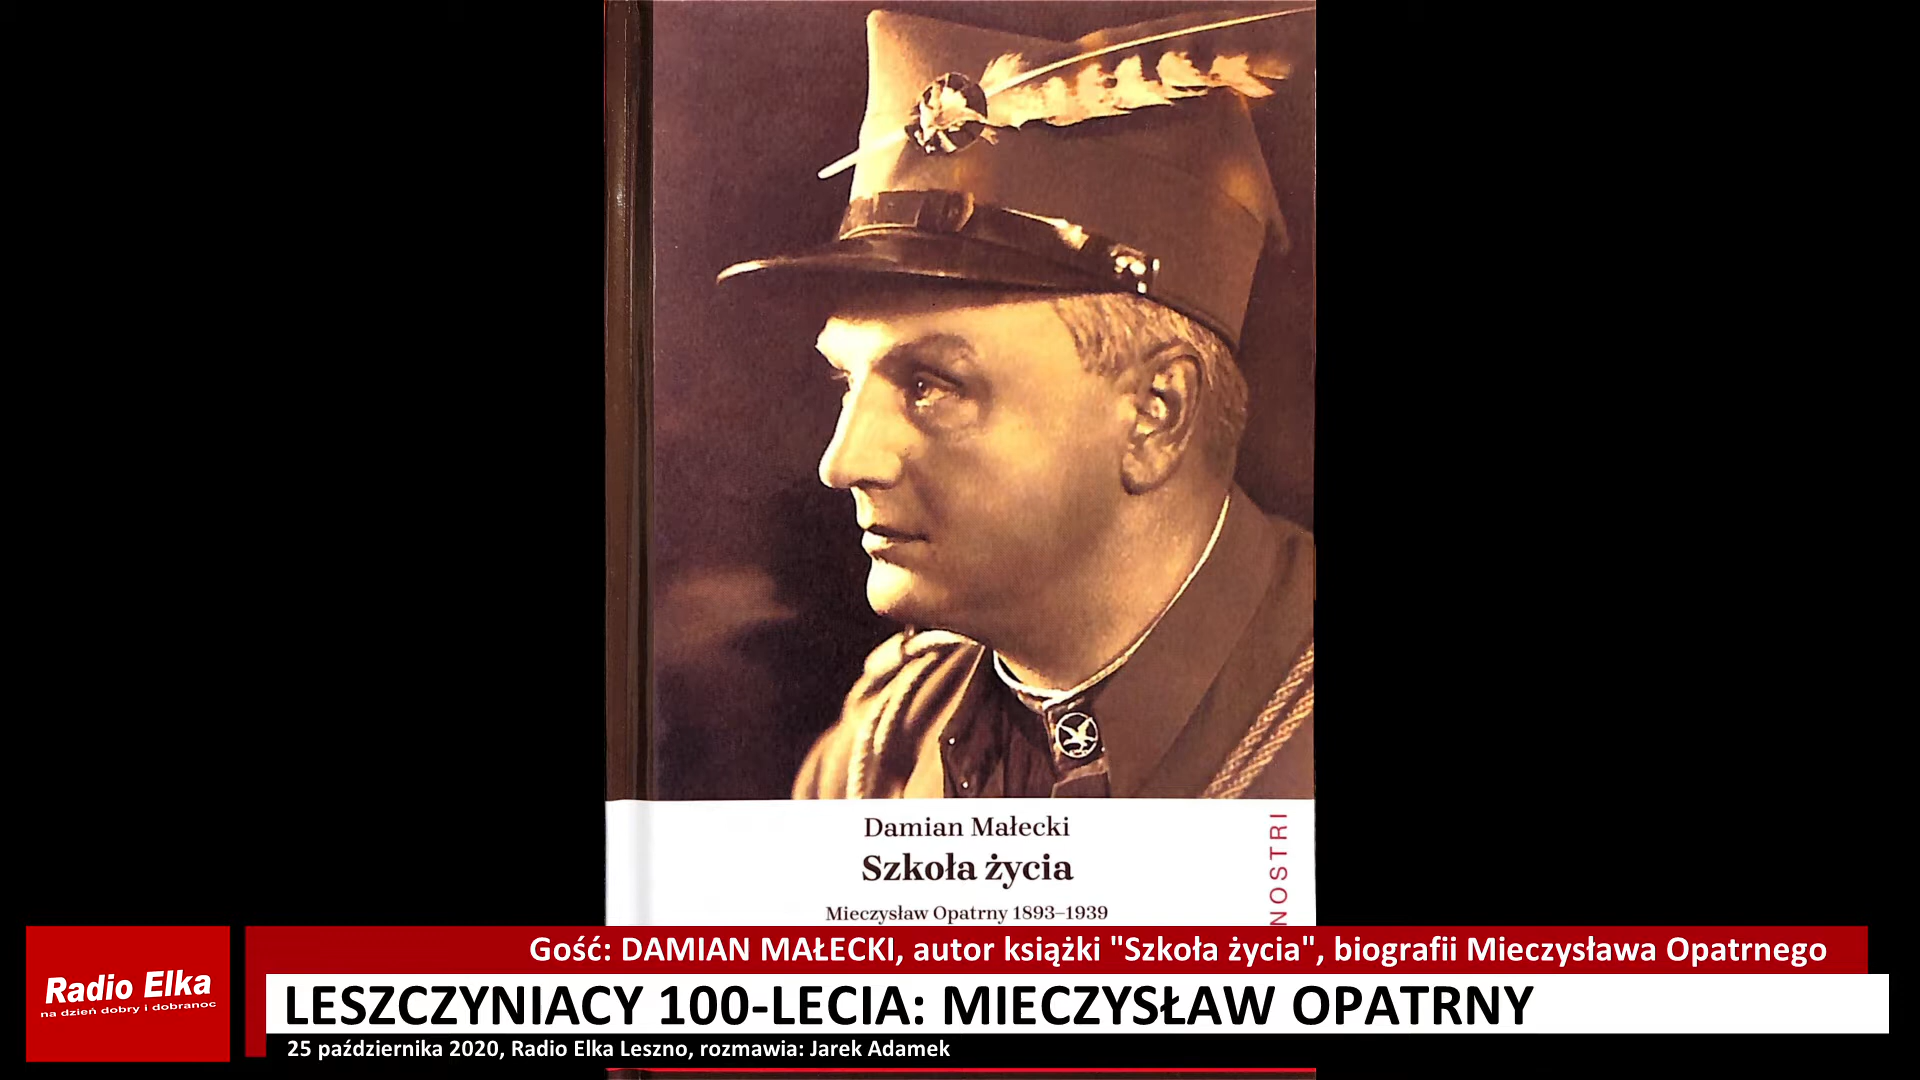 Damian Małecki
Szkoła życia
Mieczysław Opatrny 1893–1939
NOSTRI
Gość: DAMIAN MAŁECKI, autor książki "Szkoła życia", biografii Mieczysława Opatrnego
LESZCZYNIACY 100-LECIA: MIECZYSŁAW OPATRNY
25 października 2020, Radio Elka Leszno, rozmawia: Jarek Adamek
Radio Elka
na dzień dobry i dobranoc